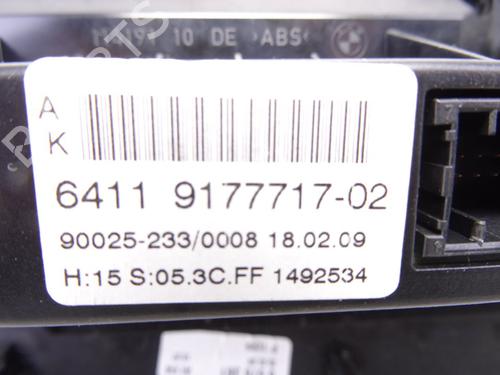 10 DE >ABS<
A
K
6411 9177717-02
90025-233/0008 18.02.09
H:15 S:05.3C.FF 1492534